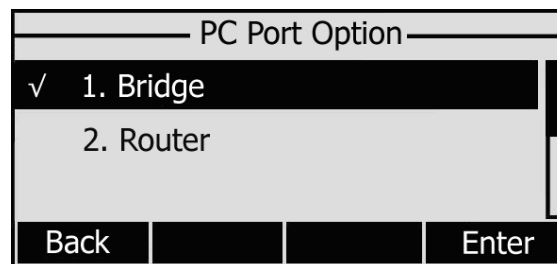 PC Port Option
√ 1. Bridge
2. Router
Back Enter